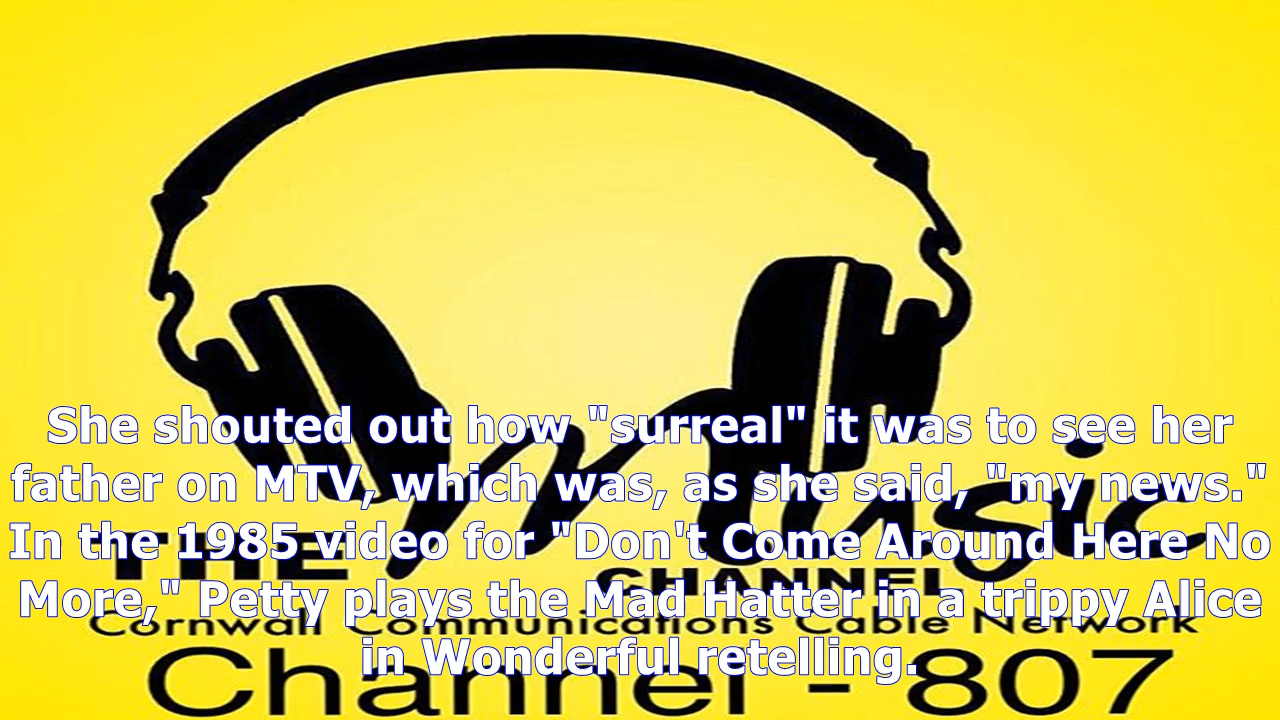 She shouted out how "surreal" it was to see her
father on MTV, which was, as she said, "my news."
In the 1985 video for "Don't Come Around Here No
More," Petty plays the Mad Hatter in a trippy Alice
in Wonderful retelling.
THE music
CHANNEL
Cornwall Communications Cable Network
Channel - 807